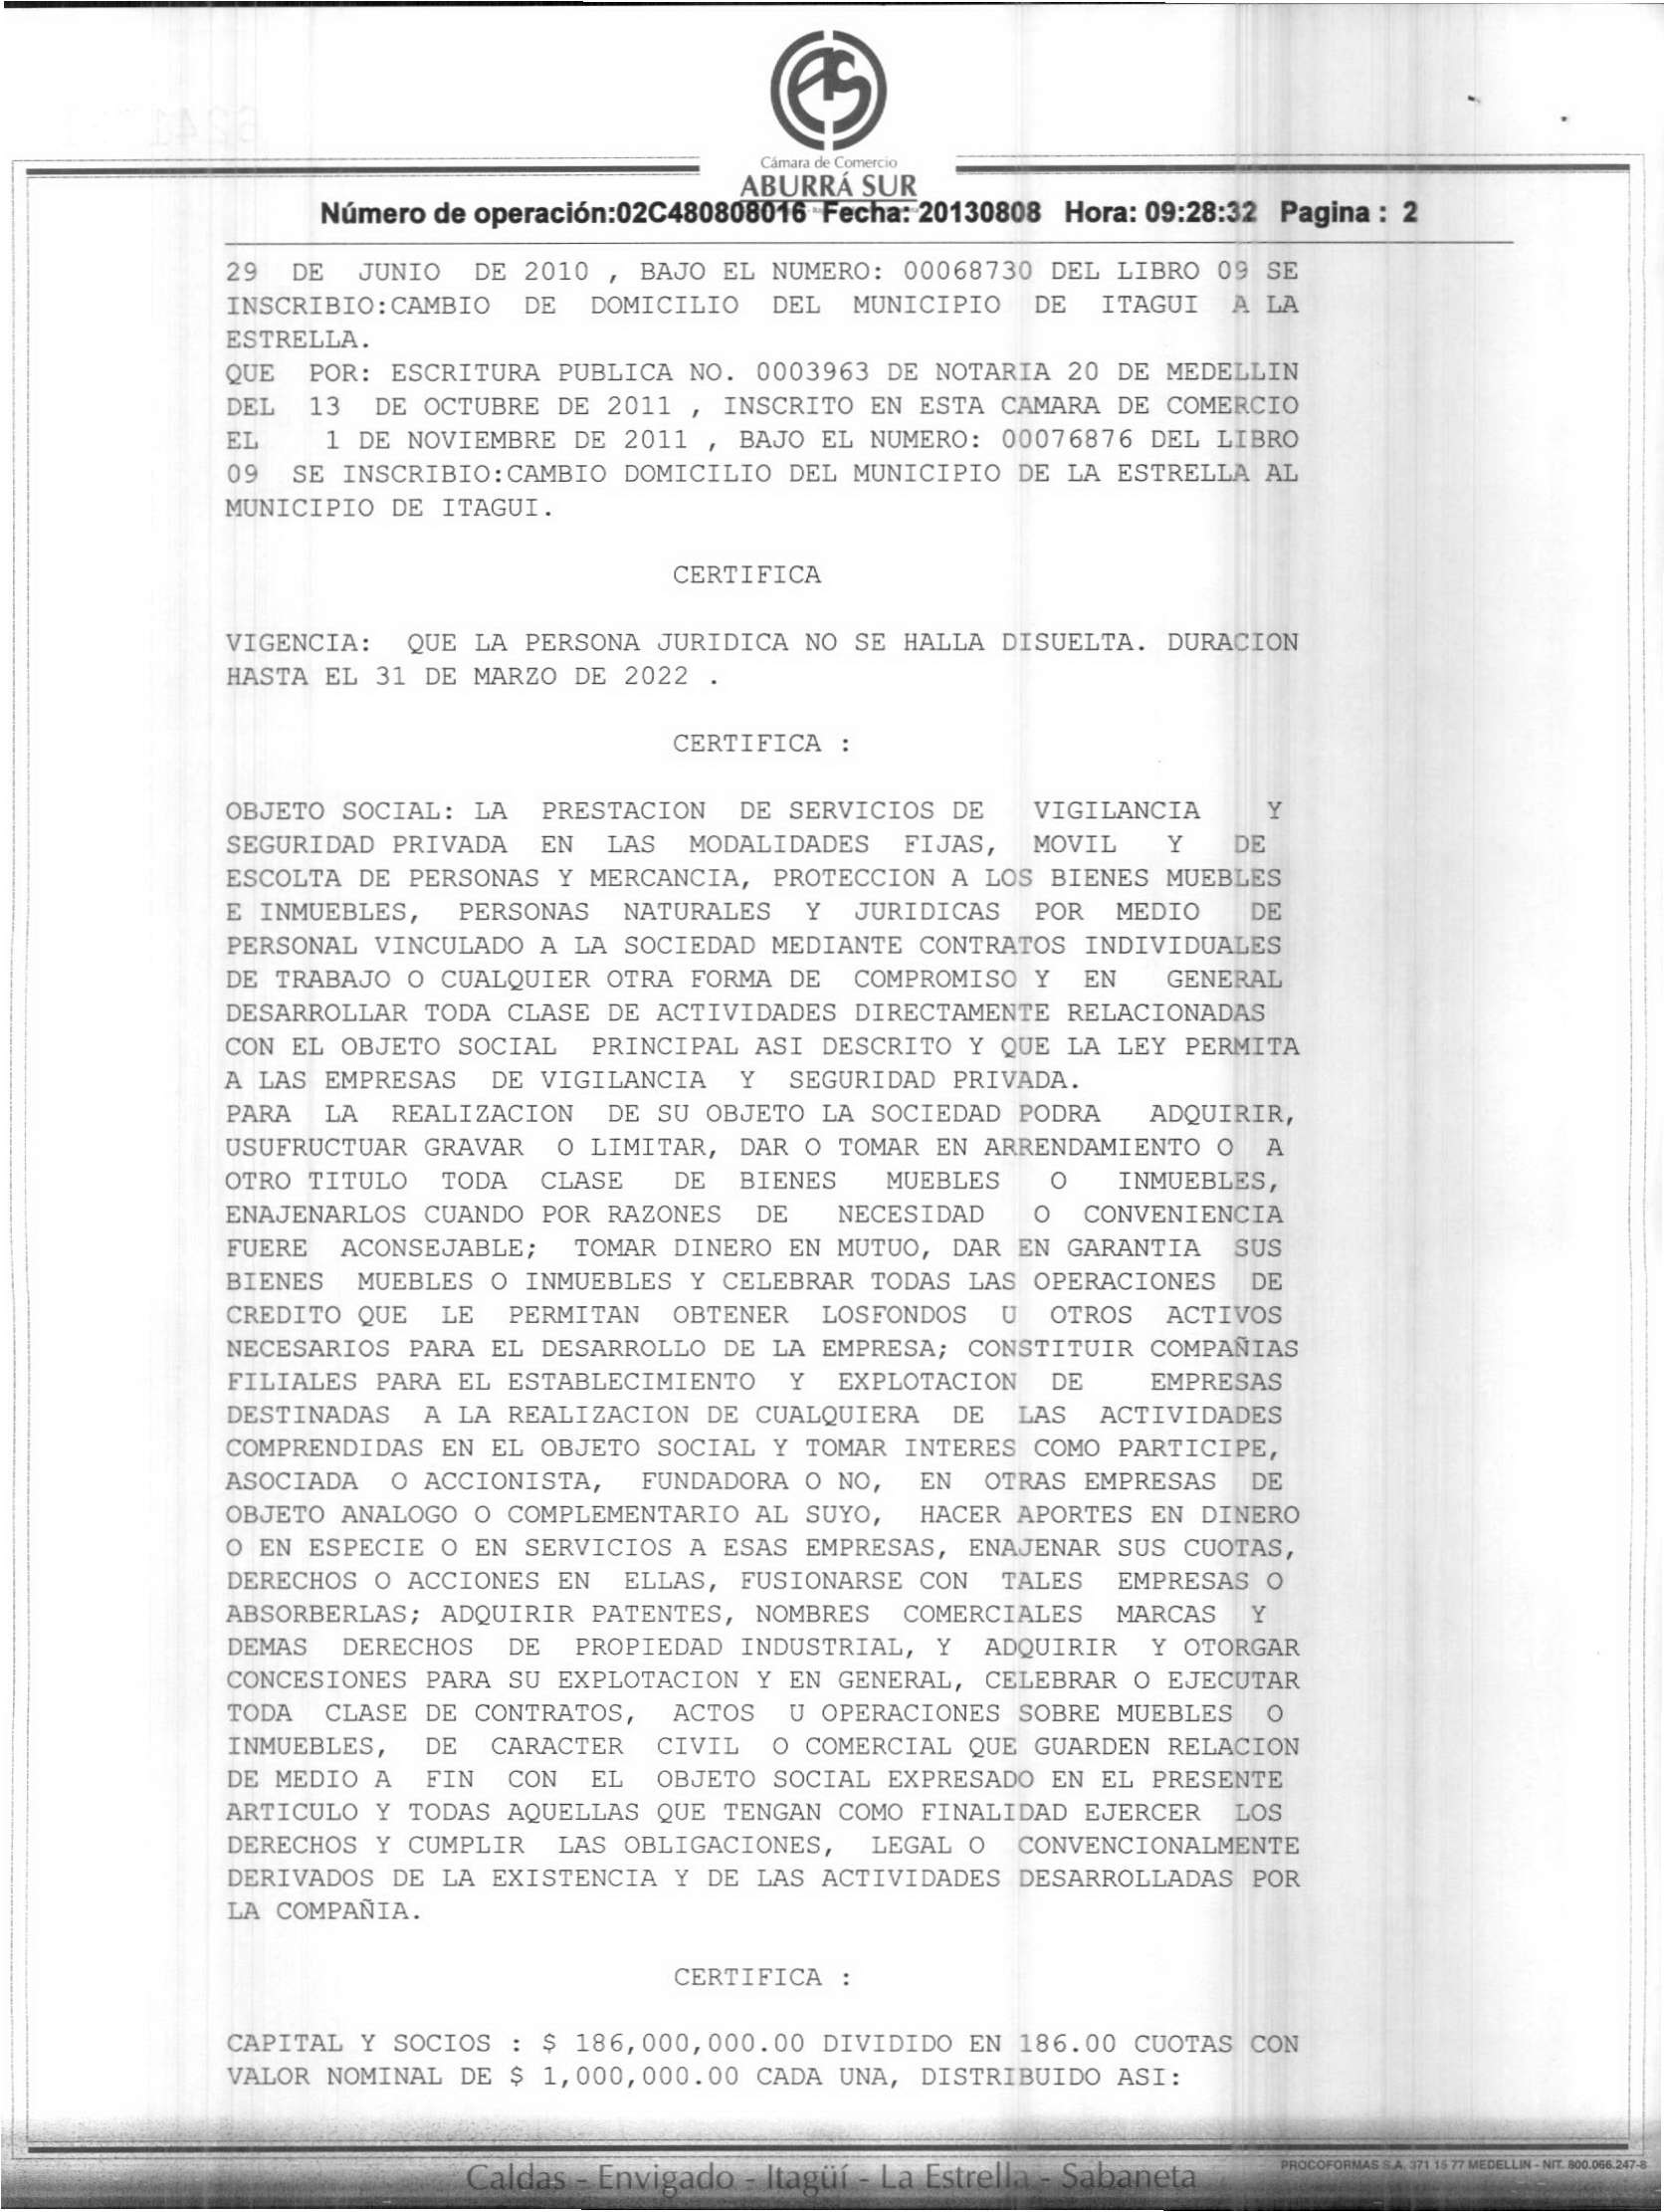 Cámara de Comercio
ABURRÁ SUR
Número de operación:02C480808016 Fecha: 20130808 Hora: 09:28:32 Pagina : 2
29 DE JUNIO DE 2010 , BAJO EL NUMERO: 00068730 DEL LIBRO 09 SE
INSCRIBIO:CAMBIO DE DOMICILIO DEL MUNICIPIO DE ITAGUI A LA
ESTRELLA.
QUE POR: ESCRITURA PUBLICA NO. 0003963 DE NOTARIA 20 DE MEDELLIN
DEL 13 DE OCTUBRE DE 2011 , INSCRITO EN ESTA CAMARA DE COMERCIO
EL 1 DE NOVIEMBRE DE 2011 , BAJO EL NUMERO: 00076876 DEL LIBRO
09 SE INSCRIBIO:CAMBIO DOMICILIO DEL MUNICIPIO DE LA ESTRELLA AL
MUNICIPIO DE ITAGUI.
CERTIFICA
VIGENCIA: QUE LA PERSONA JURIDICA NO SE HALLA DISUELTA. DURACION
HASTA EL 31 DE MARZO DE 2022 .
CERTIFICA :
OBJETO SOCIAL: LA PRESTACION DE SERVICIOS DE VIGILANCIA Y
SEGURIDAD PRIVADA EN LAS MODALIDADES FIJAS, MOVIL Y DE
ESCOLTA DE PERSONAS Y MERCANCIA, PROTECCION A LOS BIENES MUEBLES
E INMUEBLES, PERSONAS NATURALES Y JURIDICAS POR MEDIO DE
PERSONAL VINCULADO A LA SOCIEDAD MEDIANTE CONTRATOS INDIVIDUALES
DE TRABAJO O CUALQUIER OTRA FORMA DE COMPROMISO Y EN GENERAL
DESARROLLAR TODA CLASE DE ACTIVIDADES DIRECTAMENTE RELACIONADAS
CON EL OBJETO SOCIAL PRINCIPAL ASI DESCRITO Y QUE LA LEY PERMITA
A LAS EMPRESAS DE VIGILANCIA Y SEGURIDAD PRIVADA.
PARA LA REALIZACION DE SU OBJETO LA SOCIEDAD PODRA ADQUIRIR,
USUFRUCTUAR GRAVAR O LIMITAR, DAR O TOMAR EN ARRENDAMIENTO O A
OTRO TITULO TODA CLASE DE BIENES MUEBLES O INMUEBLES,
ENAJENARLOS CUANDO POR RAZONES DE NECESIDAD O CONVENIENCIA
FUERE ACONSEJABLE; TOMAR DINERO EN MUTUO, DAR EN GARANTIA SUS
BIENES MUEBLES O INMUEBLES Y CELEBRAR TODAS LAS OPERACIONES DE
CREDITO QUE LE PERMITAN OBTENER LOSFONDOS U OTROS ACTIVOS
NECESARIOS PARA EL DESARROLLO DE LA EMPRESA; CONSTITUIR COMPAÑIAS
FILIALES PARA EL ESTABLECIMIENTO Y EXPLOTACION DE EMPRESAS
DESTINADAS A LA REALIZACION DE CUALQUIERA DE LAS ACTIVIDADES
COMPRENDIDAS EN EL OBJETO SOCIAL Y TOMAR INTERES COMO PARTICIPE,
ASOCIADA O ACCIONISTA, FUNDADORA O NO, EN OTRAS EMPRESAS DE
OBJETO ANALOGO O COMPLEMENTARIO AL SUYO, HACER APORTES EN DINERO
O EN ESPECIE O EN SERVICIOS A ESAS EMPRESAS, ENAJENAR SUS CUOTAS,
DERECHOS O ACCIONES EN ELLAS, FUSIONARSE CON TALES EMPRESAS O
ABSORBERLAS; ADQUIRIR PATENTES, NOMBRES COMERCIALES MARCAS Y
DEMAS DERECHOS DE PROPIEDAD INDUSTRIAL, Y ADQUIRIR Y OTORGAR
CONCESIONES PARA SU EXPLOTACION Y EN GENERAL, CELEBRAR O EJECUTAR
TODA CLASE DE CONTRATOS, ACTOS U OPERACIONES SOBRE MUEBLES O
INMUEBLES, DE CARACTER CIVIL O COMERCIAL QUE GUARDEN RELACION
DE MEDIO A FIN CON EL OBJETO SOCIAL EXPRESADO EN EL PRESENTE
ARTICULO Y TODAS AQUELLAS QUE TENGAN COMO FINALIDAD EJERCER LOS
DERECHOS Y CUMPLIR LAS OBLIGACIONES, LEGAL O CONVENCIONALMENTE
DERIVADOS DE LA EXISTENCIA Y DE LAS ACTIVIDADES DESARROLLADAS POR
LA COMPAÑIA.
CERTIFICA :
CAPITAL Y SOCIOS : $ 186,000,000.00 DIVIDIDO EN 186.00 CUOTAS CON
VALOR NOMINAL DE $ 1,000,000.00 CADA UNA, DISTRIBUIDO ASI:
Caldas - Envigado - Itagüí - La Estrella - Sabaneta
PROCOFORMAS S.A. 371 15 77 MEDELLIN - NIT. 800.066.247-8